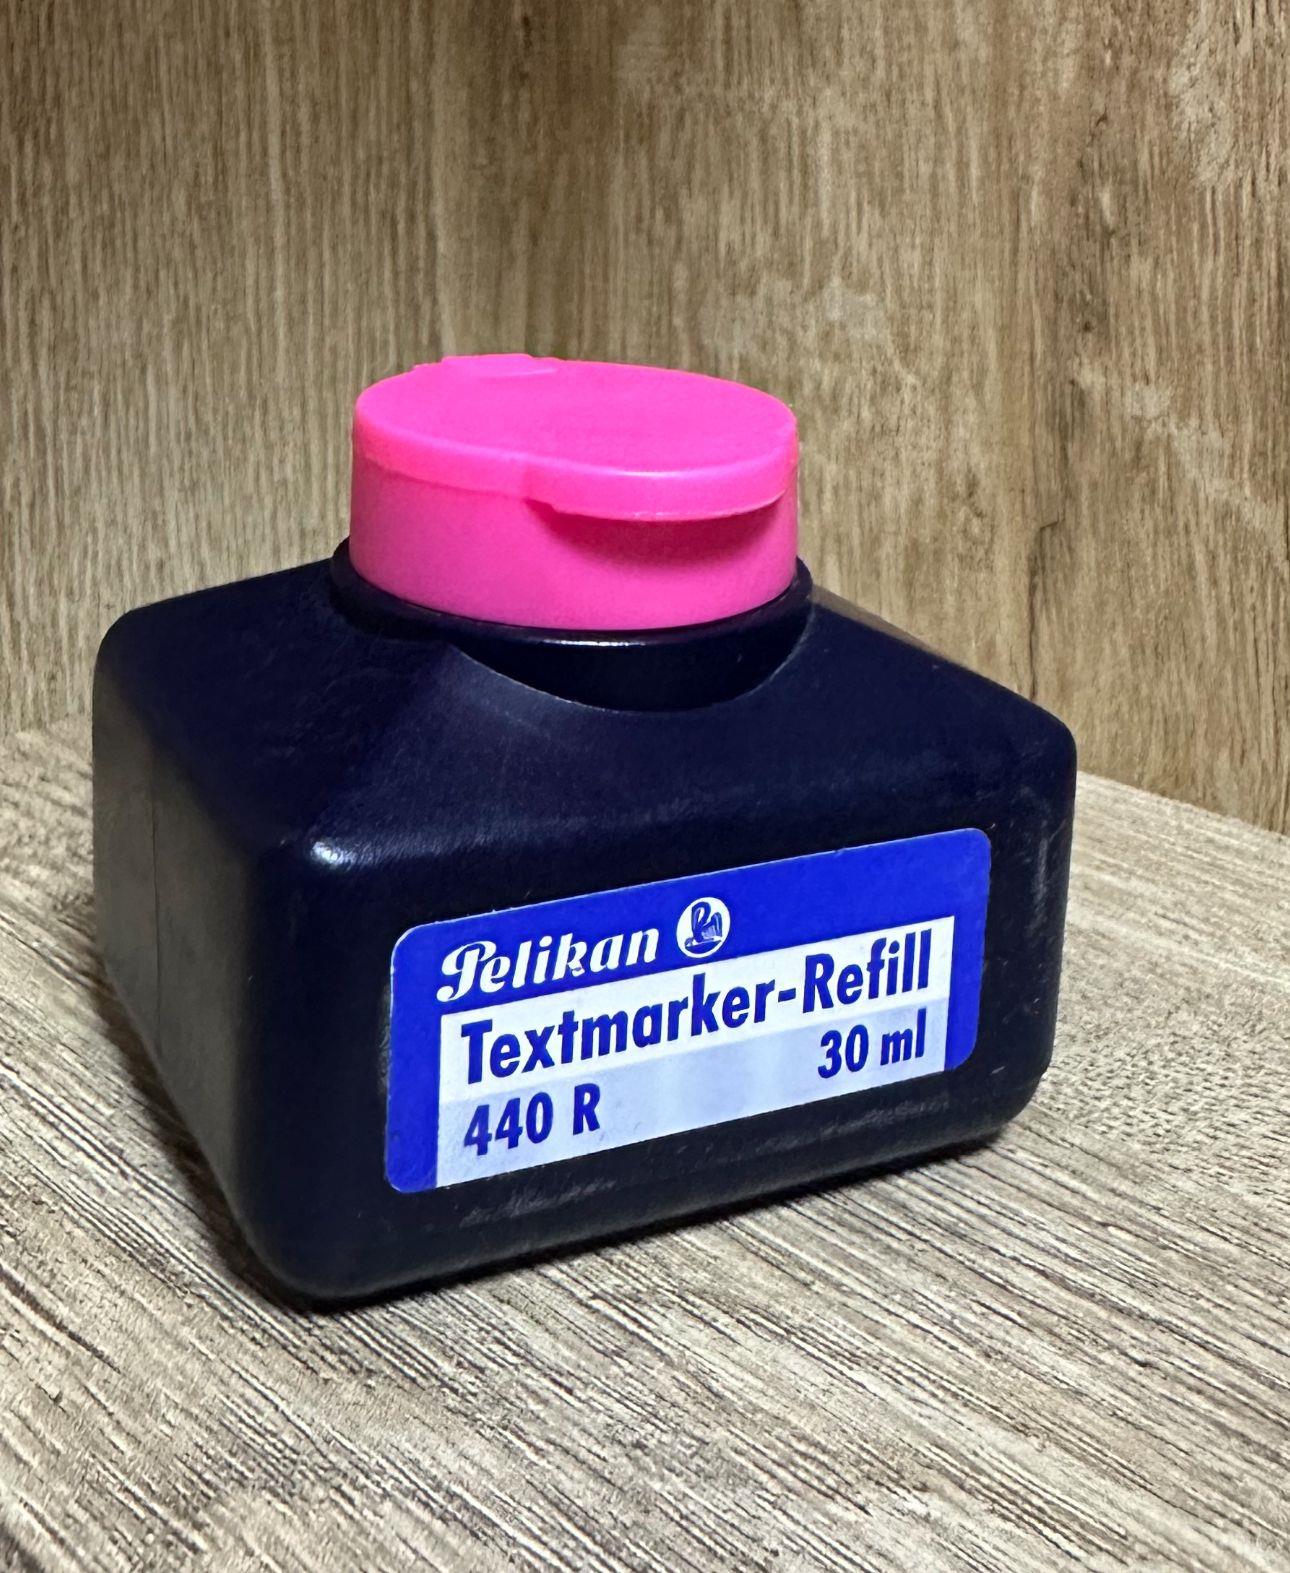 Pelikan
Textmarker-Refill
30 ml
440 R